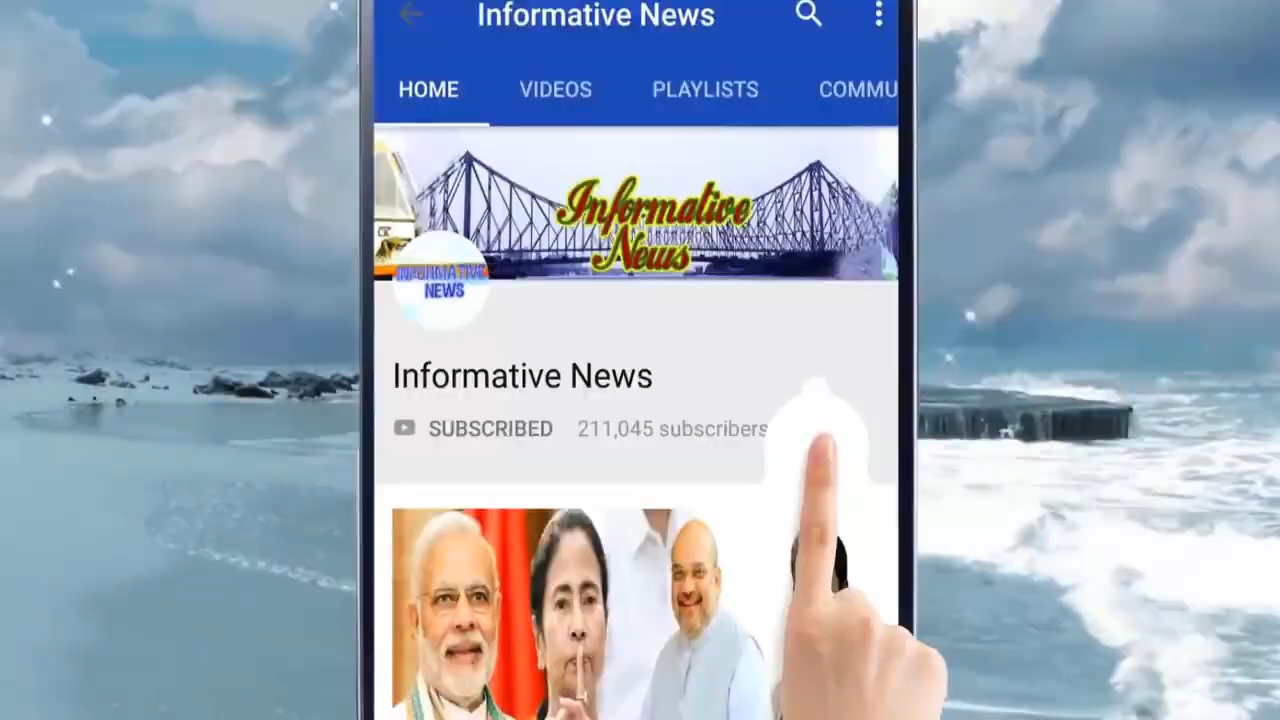 Informative News
HOME VIDEOS PLAYLISTS COMMU
Informative
News
INFORMATIVE
NEWS
Informative News
SUBSCRIBED 211,045 subscribers